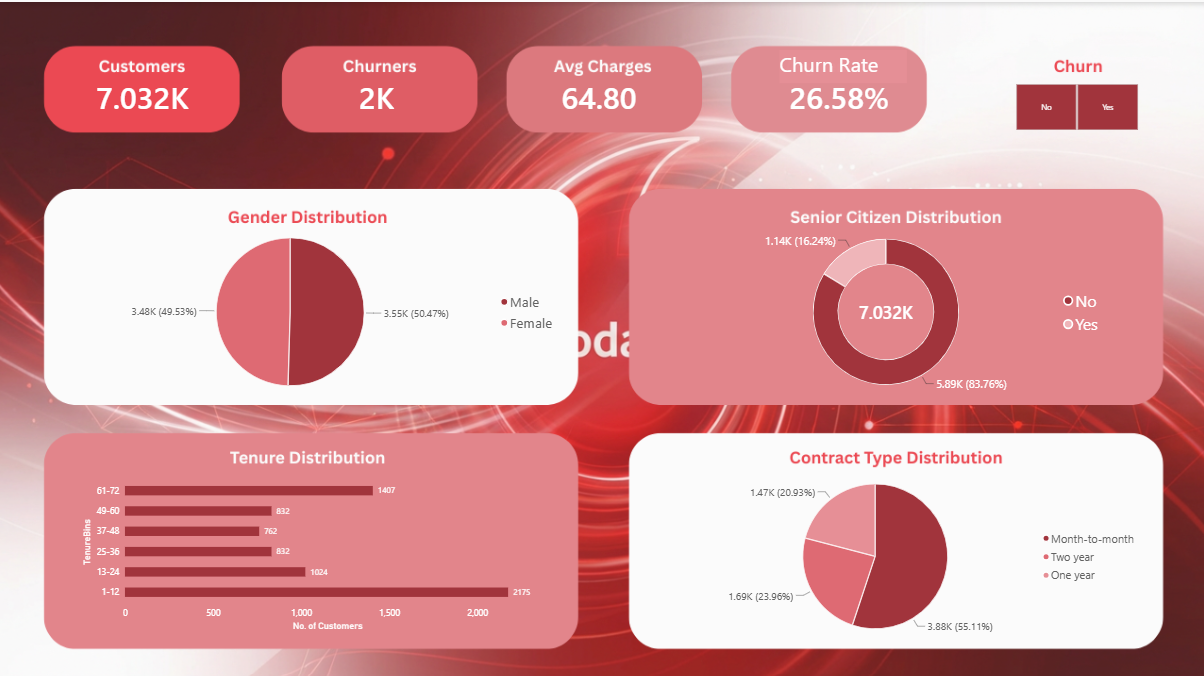 Customers
7.032K
Churners
2K
Avg Charges
64.80
Churn Rate
26.58%
Churn
No
Yes
Gender Distribution
3.48K (49.53%)
3.55K (50.47%)
Male
Female
Senior Citizen Distribution
1.14K (16.24%)
7.032K
5.89K (83.76%)
No
Yes
Tenure Distribution
TenureBins
61-72
1407
49-60
832
37-48
762
25-36
832
13-24
1024
1-12
2175
0
500
1,000
1,500
2,000
No. of Customers
Contract Type Distribution
1.47K (20.93%)
1.69K (23.96%)
3.88K (55.11%)
Month-to-month
Two year
One year